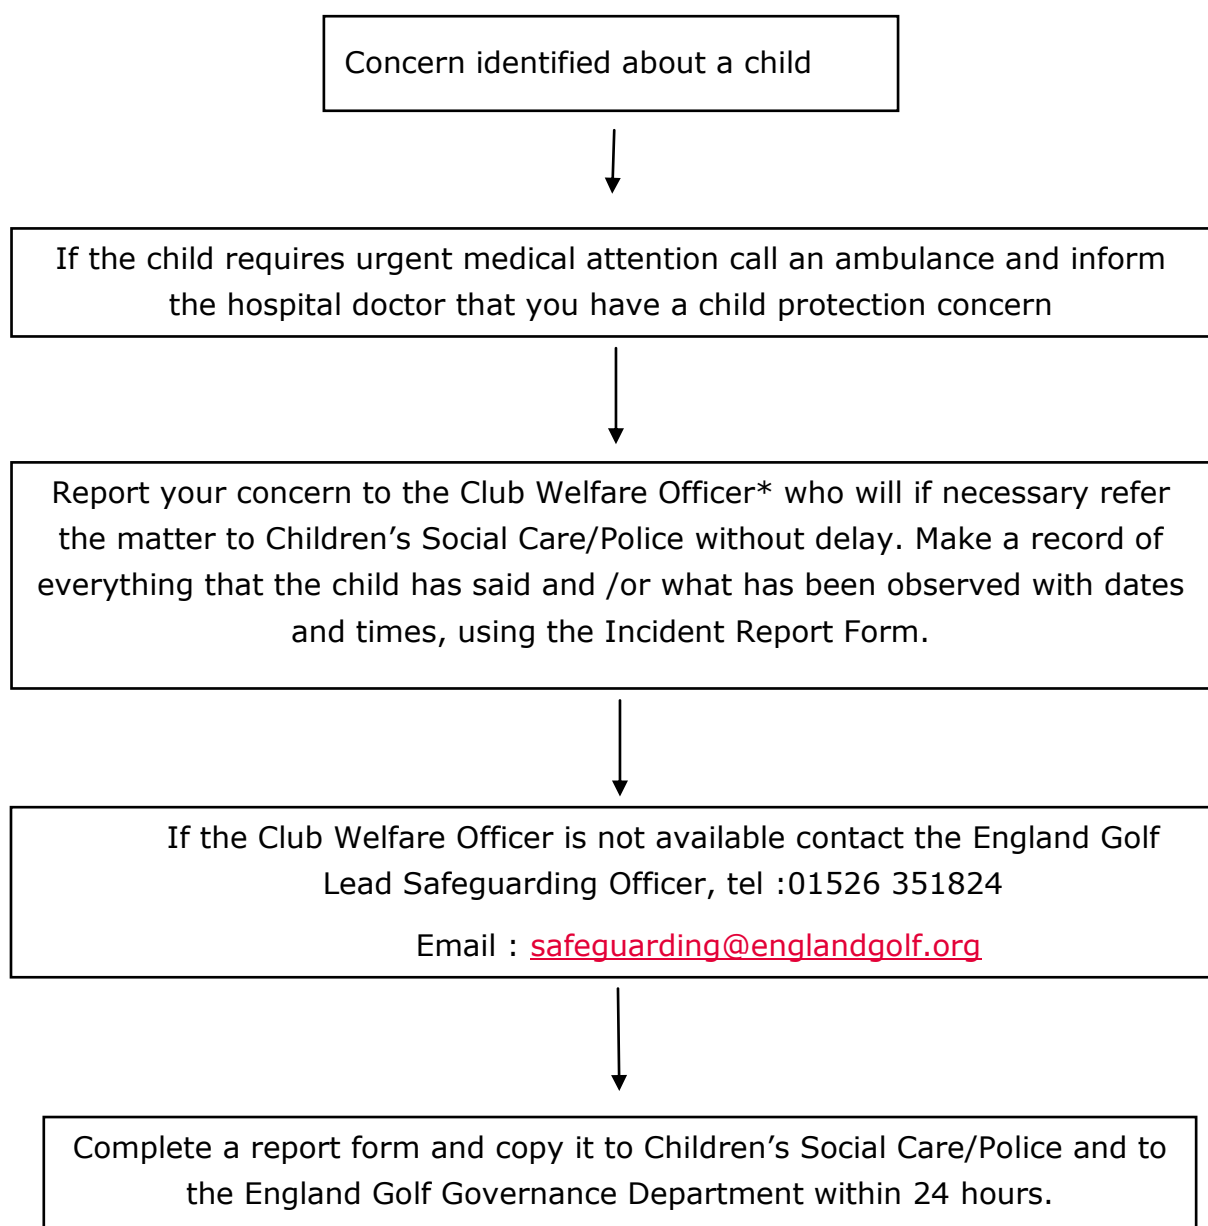 Concern identified about a child
If the child requires urgent medical attention call an ambulance and inform
the hospital doctor that you have a child protection concern
Report your concern to the Club Welfare Officer* who will if necessary refer
the matter to Children’s Social Care/Police without delay. Make a record of
everything that the child has said and /or what has been observed with dates
and times, using the Incident Report Form.
If the Club Welfare Officer is not available contact the England Golf
Lead Safeguarding Officer, tel :01526 351824
Email : safeguarding@englandgolf.org
Complete a report form and copy it to Children’s Social Care/Police and to
the England Golf Governance Department within 24 hours.